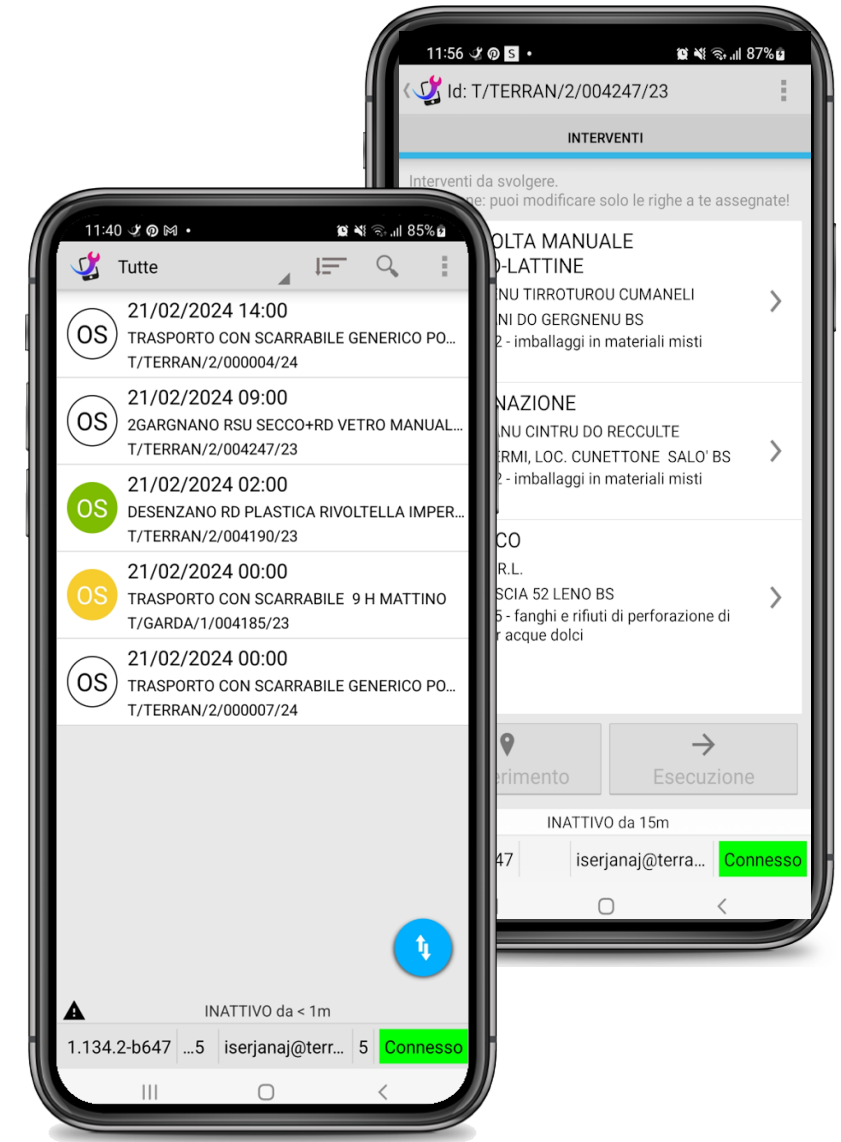 11:56
S
87%
Id: T/TERRAN/2/004247/23
INTERVENTI
Interventi da svolgere.
ne: puoi modificare solo le righe a te assegnate!
OLTA MANUALE
O-LATTINE
NU TIRROTUROU CUMANELI
NI DO GERGNENU BS
2 - imballaggi in materiali misti
NAZIONE
NU CINTRU DO RECCULTE
ERMI, LOC. CUNETTONE SALO' BS
2 - imballaggi in materiali misti
CO
R.L.
SCIA 52 LENO BS
5 - fanghi e rifiuti di perforazione di
r acque dolci
erimento
Esecuzione
INATTIVO da 15m
47
iserjanaj@terra...
Connesso
11:40
85%
Tutte
OS
21/02/2024 14:00
TRASPORTO CON SCARRABILE GENERICO PO...
T/TERRAN/2/000004/24
OS
21/02/2024 09:00
2GARGNANO RSU SECCO+RD VETRO MANUAL...
T/TERRAN/2/004247/23
OS
21/02/2024 02:00
DESENZANO RD PLASTICA RIVOLTELLA IMPER...
T/TERRAN/2/004190/23
OS
21/02/2024 00:00
TRASPORTO CON SCARRABILE 9 H MATTINO
T/GARDA/1/004185/23
OS
21/02/2024 00:00
TRASPORTO CON SCARRABILE GENERICO PO...
T/TERRAN/2/000007/24
INATTIVO da < 1m
1.134.2-b647
...5
iserjanaj@terr...
5
Connesso